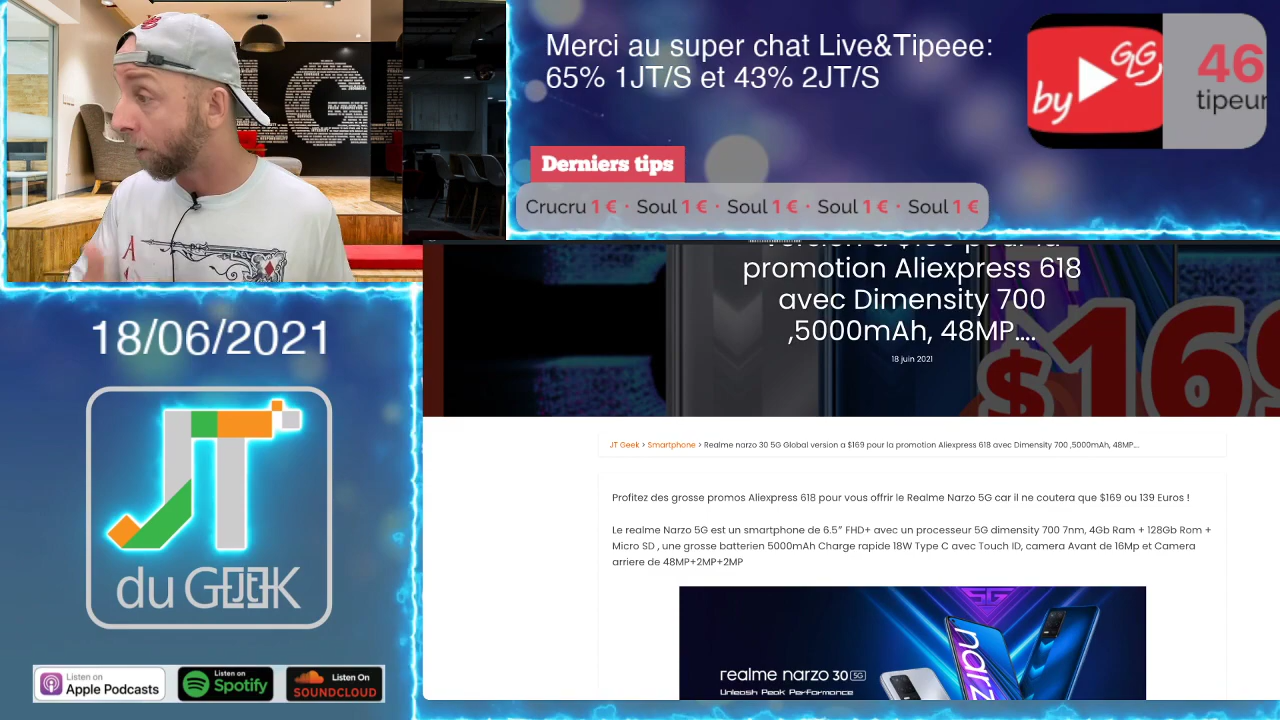 Merci au super chat Live&Tipeee:
65% 1JT/S et 43% 2JT/S
by GG
46
tipeur
Derniers tips
Crucru 1 € · Soul 1 € · Soul 1 € · Soul 1 € · Soul 1 €
18/06/2021
JT
du GEEK
Listen on
Apple Podcasts
Listen on
Spotify
Listen On
SOUNDCLOUD
promotion Aliexpress 618
avec Dimensity 700
,5000mAh, 48MP....
18 juin 2021
$169
JT Geek > Smartphone > Realme narzo 30 5G Global version a $169 pour la promotion Aliexpress 618 avec Dimensity 700 ,5000mAh, 48MP....
Profitez des grosse promos Aliexpress 618 pour vous offrir le Realme Narzo 5G car il ne coutera que $169 ou 139 Euros !
Le realme Narzo 5G est un smartphone de 6.5" FHD+ avec un processeur 5G dimensity 700 7nm, 4Gb Ram + 128Gb Rom +
Micro SD , une grosse batterien 5000mAh Charge rapide 18W Type C avec Touch ID, camera Avant de 16Mp et Camera
arriere de 48MP+2MP+2MP
5G
realme narzo 30 5G
Unleash Peak Performance
narz